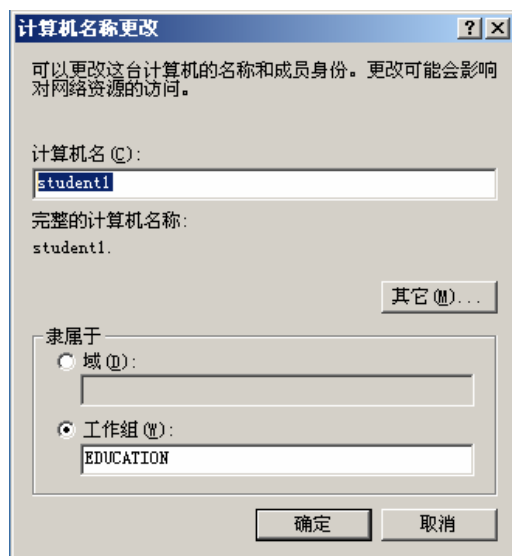 计算机名称更改
可以更改这台计算机的名称和成员身份。更改可能会影响
对网络资源的访问。
计算机名(C):
student1
完整的计算机名称:
student1.
其它(M)...
隶属于
域(D):
工作组(W):
EDUCATION
确定
取消